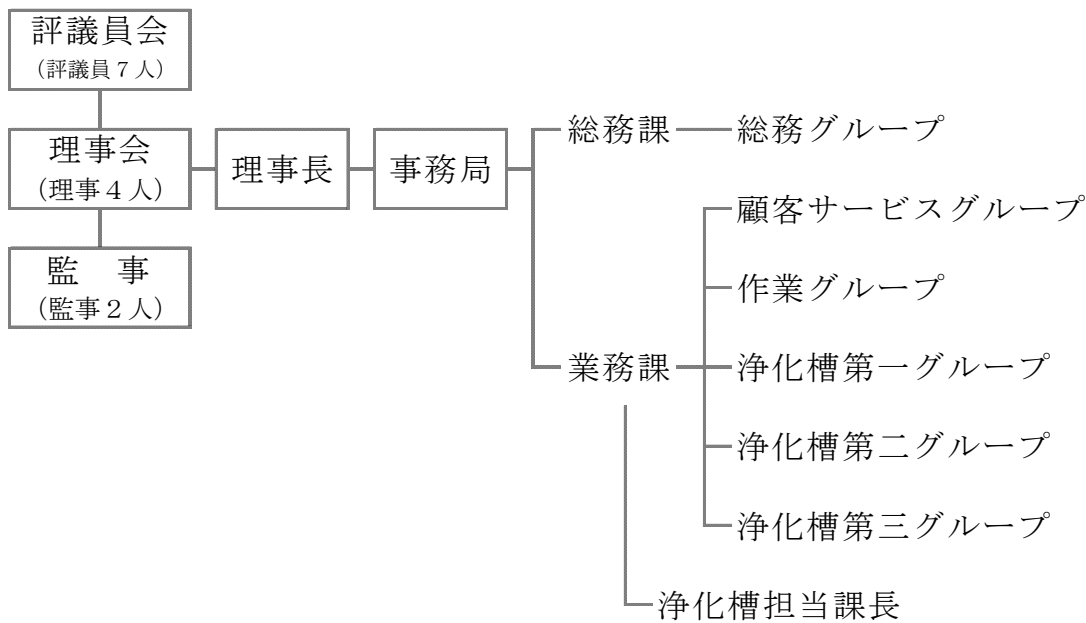 評議員会
（評議員７人）
理事会
（理事４人）
監　事
（監事２人）
理事長
事務局
総務課
総務グループ
業務課
顧客サービスグループ
作業グループ
浄化槽第一グループ
浄化槽第二グループ
浄化槽第三グループ
浄化槽担当課長